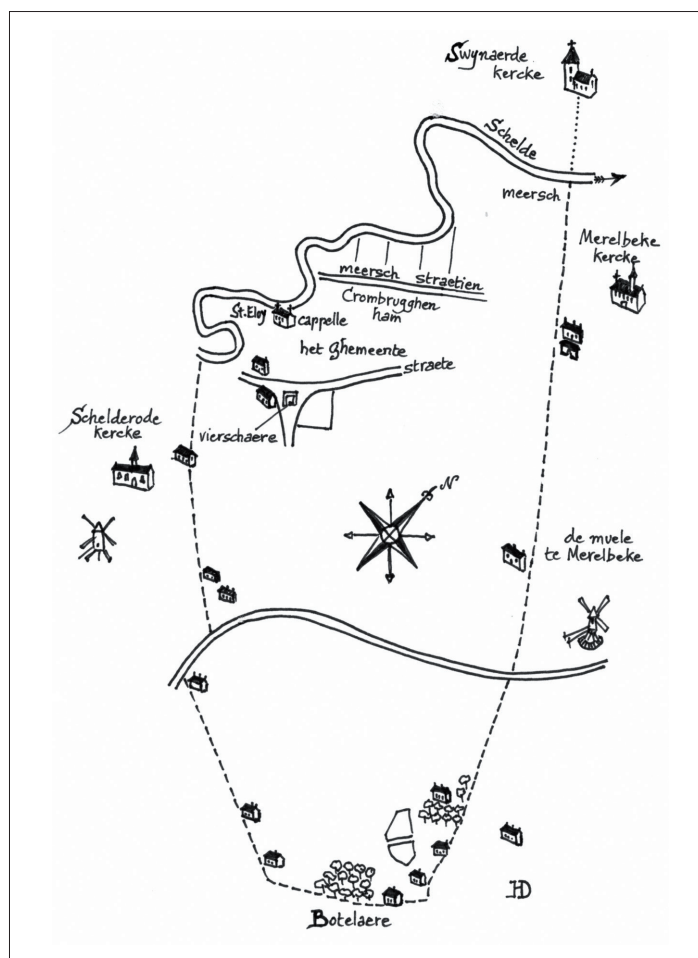 Swynaerde
kercke
Schelde
meersch
Merelbeke
kercke
meersch straetien
Crombrugghen
ham
St. Eloy cappelle
het ghemeente
straete
vierschaere
Schelderode
kercke
N
de muele
te Merelbeke
HD
Botelaere